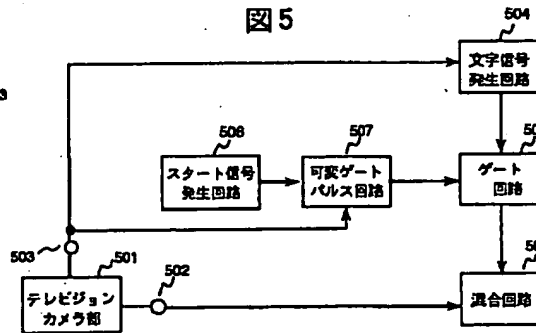 図5
504
文字信号
発生回路
506
スタート信号
発生回路
507
可変ゲート
パルス回路
ゲート
回路
503
501
テレビジョン
カメラ部
502
混合回路